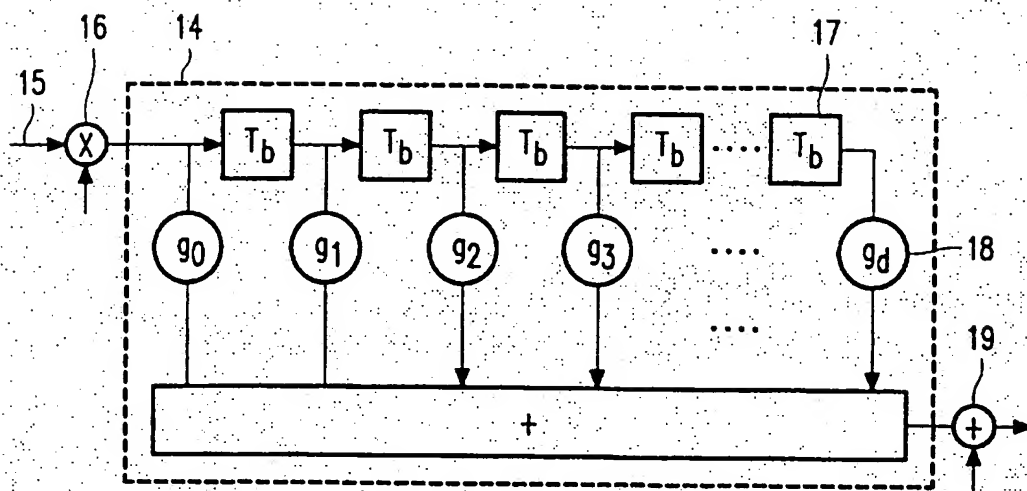 16
14
17
15
X
T_b
T_b
T_b
T_b
....
T_b
g_0
g_1
g_2
g_3
....
g_d
18
....
19
+
+